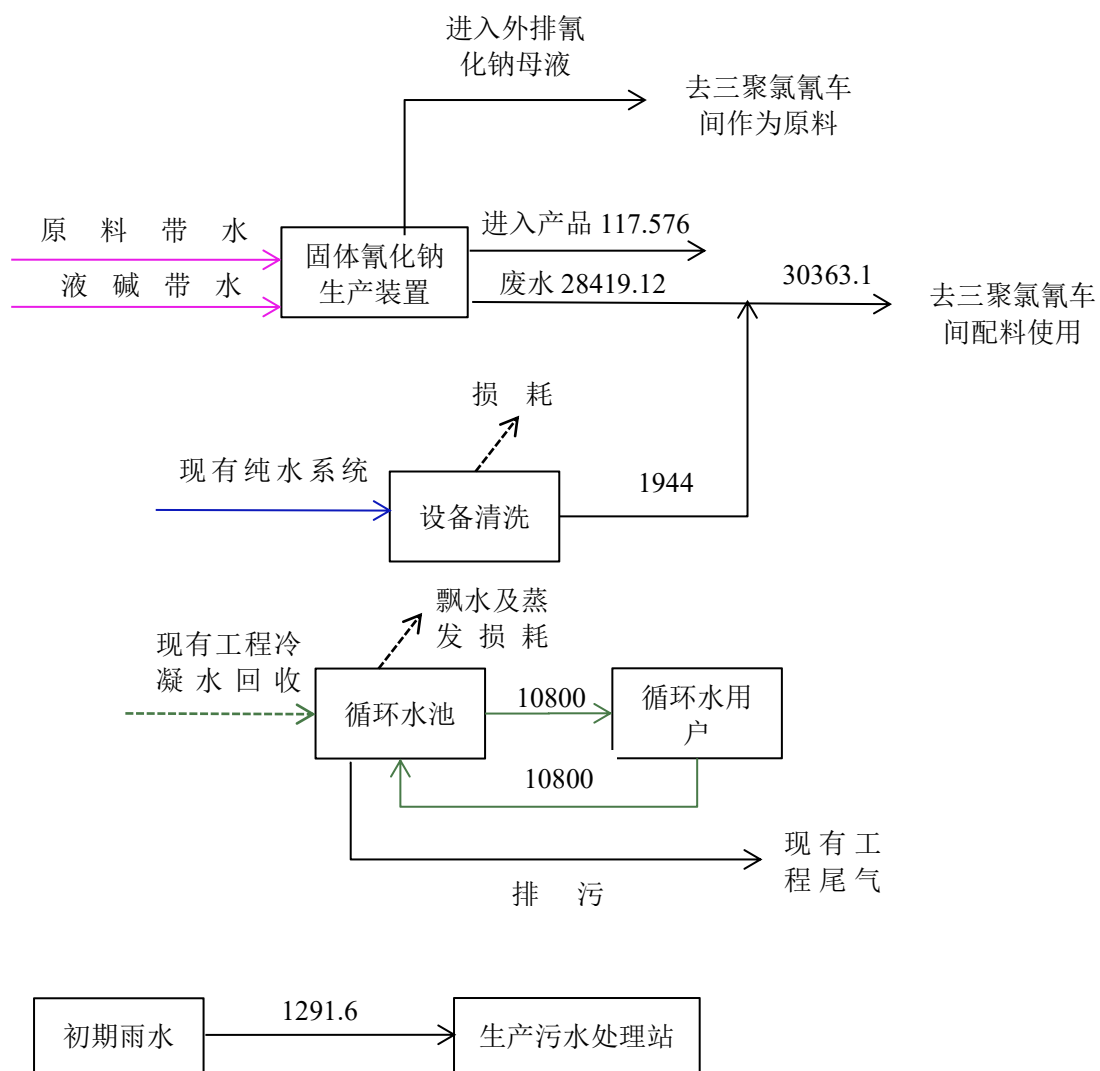 进入外排氰
化钠母液
去三聚氯氰车
间作为原料
原料带水
液碱带水
固体氰化钠
生产装置
进入产品 117.576
废水 28419.12
30363.1
去三聚氯氰车
间配料使用
损耗
现有纯水系统
设备清洗
1944
飘水及蒸
发损耗
现有工程冷
凝水回收
循环水池
10800
循环水用
户
10800
现有工
程尾气
排污
初期雨水
1291.6
生产污水处理站